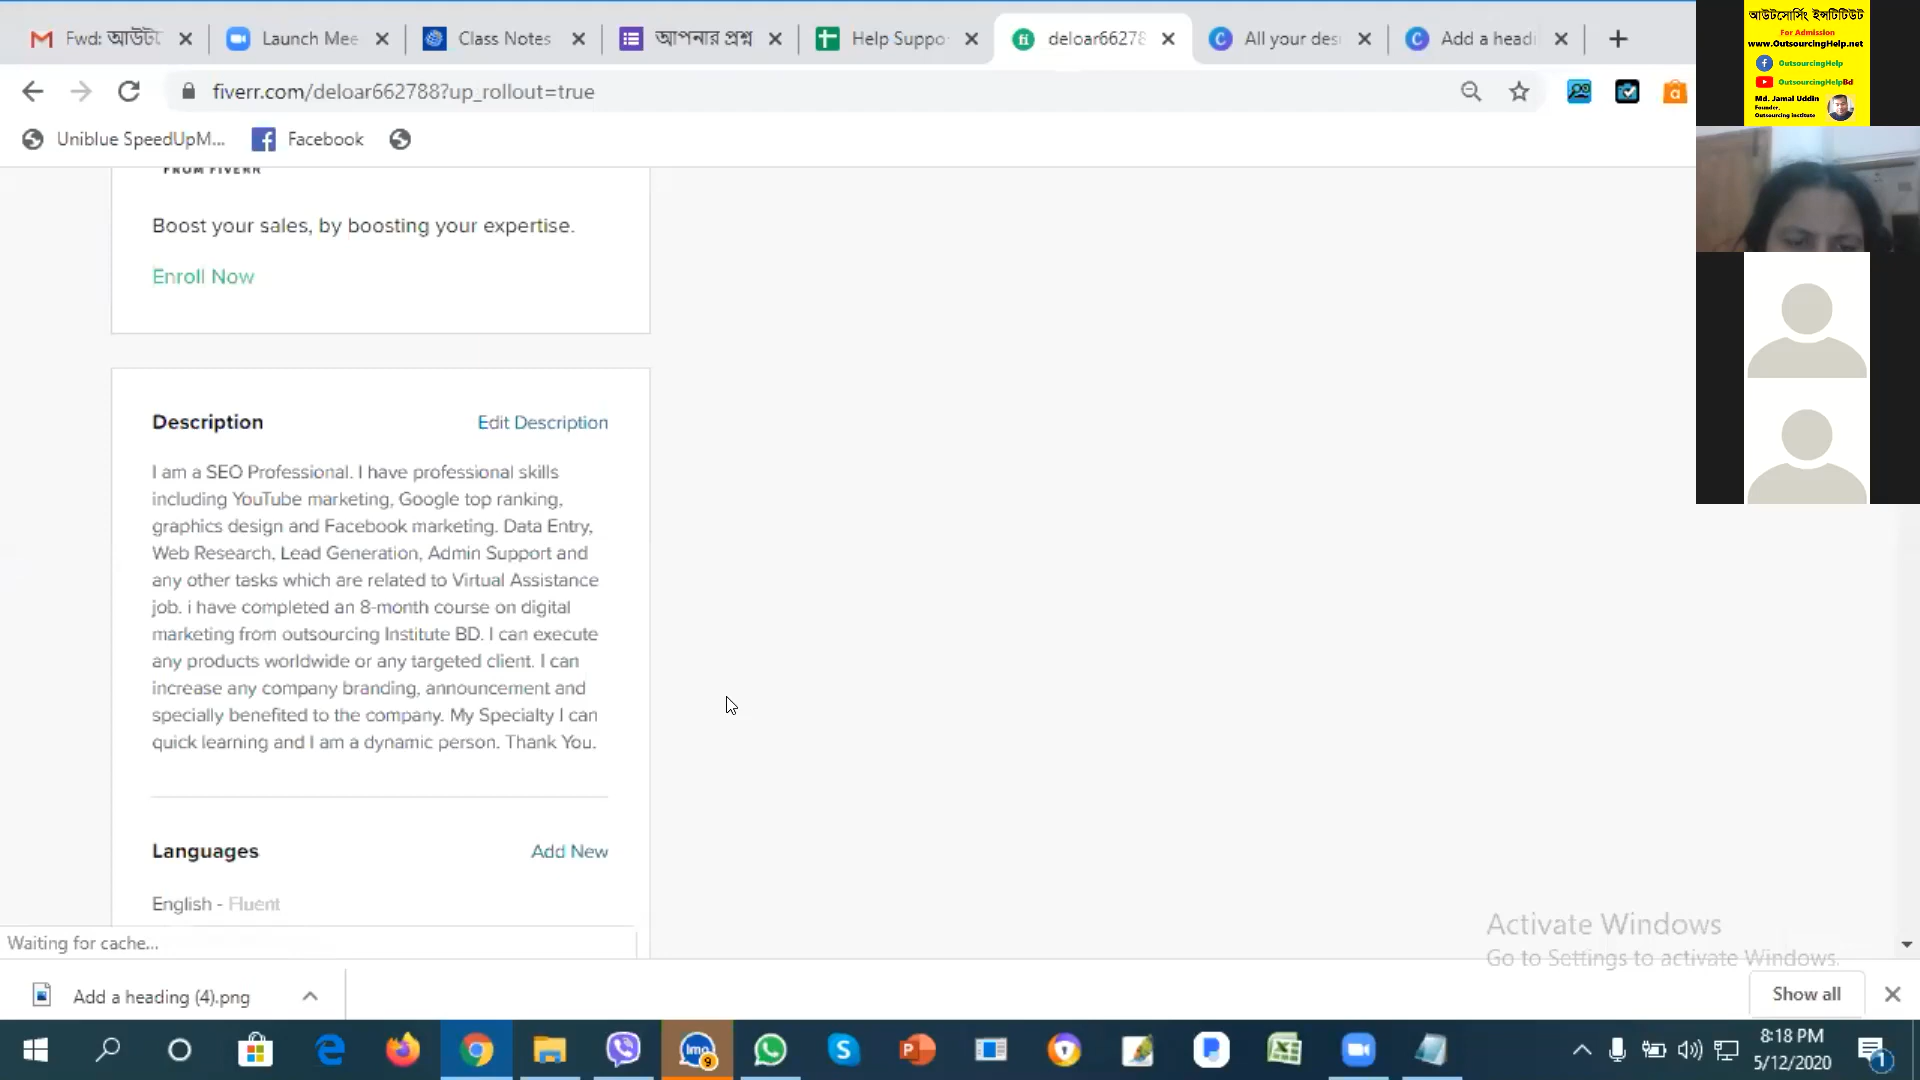 Fwd: আউট
Launch Mee
Class Notes
আপনার প্রশ্ন
Help Suppo
deloar66278
All your des
Add a headi
fiverr.com/deloar662788?up_rollout=true
Uniblue SpeedUpM...
Facebook
FROM FIVERR
Boost your sales, by boosting your expertise.
Enroll Now
Description
Edit Description
I am a SEO Professional. I have professional skills
including YouTube marketing, Google top ranking,
graphics design and Facebook marketing. Data Entry,
Web Research, Lead Generation, Admin Support and
any other tasks which are related to Virtual Assistance
job. i have completed an 8-month course on digital
marketing from outsourcing Institute BD. I can execute
any products worldwide or any targeted client. I can
increase any company branding, announcement and
specially benefited to the company. My Specialty I can
quick learning and I am a dynamic person. Thank You.
Languages
Add New
English - Fluent
Waiting for cache...
Add a heading (4).png
Show all
Activate Windows
Go to Settings to activate Windows.
8:18 PM
5/12/2020
আউটসোর্সিং ইন্সটিটিউট
For Admission
www.OutsourcingHelp.net
OutsourcingHelp
OutsourcingHelpBd
Md. Jamal Uddin
Founder,
Outsourcing Institute
imo
9
1